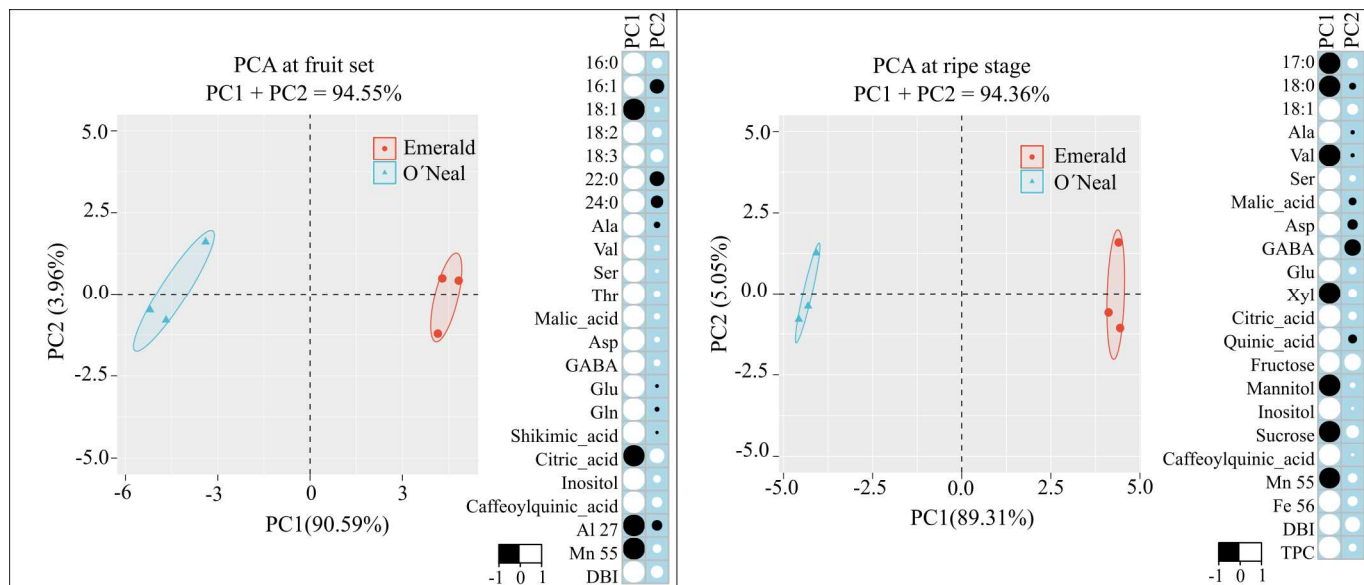 PCA at fruit set
PC1 + PC2 = 94.55%
Emerald
O´Neal
5.0
2.5
0.0
-2.5
-5.0
PC2 (3.96%)
-6
-3
0
3
PC1(90.59%)
PC1
PC2
16:0
16:1
18:1
18:2
18:3
22:0
24:0
Ala
Val
Ser
Thr
Malic_acid
Asp
GABA
Glu
Gln
Shikimic_acid
Citric_acid
Inositol
Caffeoylquinic_acid
Al 27
Mn 55
DBI
-1 0 1
PCA at ripe stage
PC1 + PC2 = 94.36%
Emerald
O´Neal
5.0
2.5
0.0
-2.5
-5.0
PC2 (5.05%)
-5.0
-2.5
0.0
2.5
5.0
PC1(89.31%)
PC1
PC2
17:0
18:0
18:1
Ala
Val
Ser
Malic_acid
Asp
GABA
Glu
Xyl
Citric_acid
Quinic_acid
Fructose
Mannitol
Inositol
Sucrose
Caffeoylquinic_acid
Mn 55
Fe 56
DBI
TPC
-1 0 1